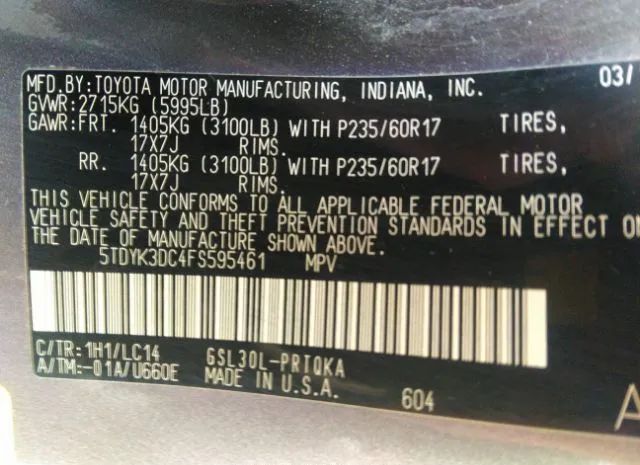 MFD.BY:TOYOTA MOTOR MANUFACTURING, INDIANA, INC. 03/
GVWR:2715KG (5995LB)
GAWR:FRT. 1405KG (3100LB) WITH P235/60R17 TIRES,
17X7J RIMS.
RR. 1405KG (3100LB) WITH P235/60R17 TIRES,
17X7J RIMS.
THIS VEHICLE CONFORMS TO ALL APPLICABLE FEDERAL MOTOR
VEHICLE SAFETY AND THEFT PREVENTION STANDARDS IN EFFECT O
THE DATE OF MANUFACTURE SHOWN ABOVE.
5TDYK3DC4FS595461 MPV
C/TR:1H1/LC14 GSL30L-PRTQKA
A/TM:-01A/U660E MADE IN U.S.A. 604 A